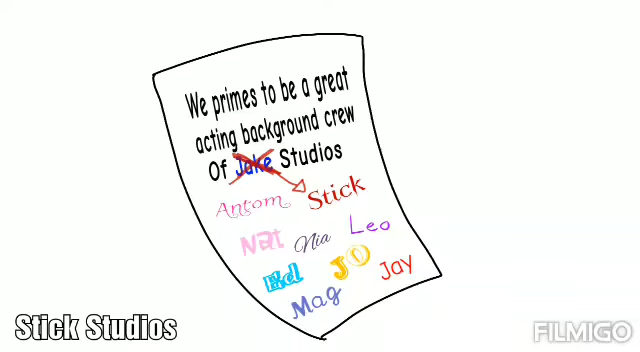 We primes to be a great
acting background crew
Of Jake Studios
Stick
Antom
Nat Nia Leo
Ed JO Jay
Mag
Stick Studios
FILMIGO